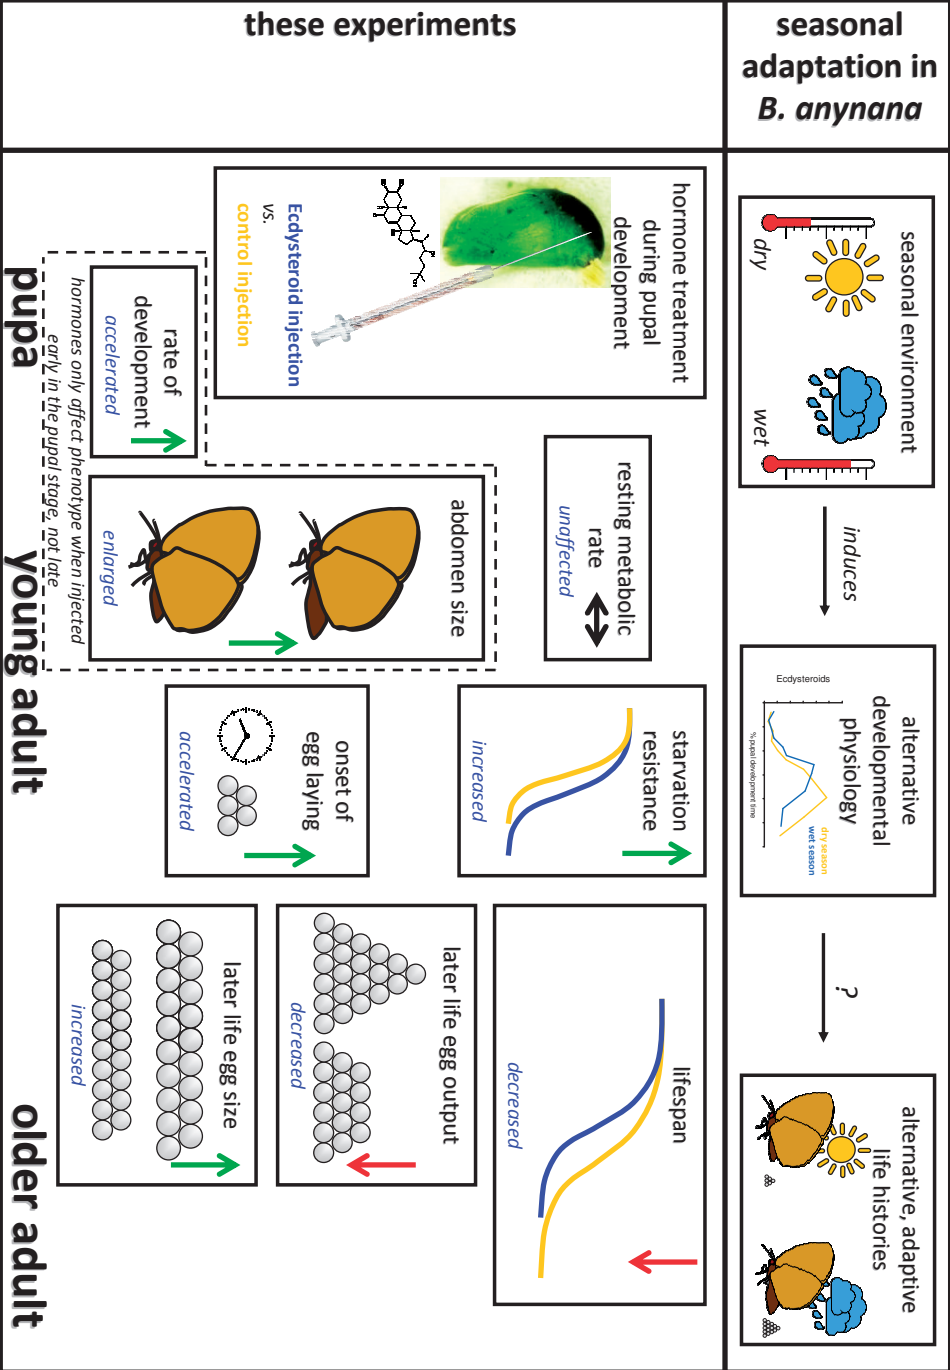 seasonal
adaptation in
B. anynana
seasonal environment
dry
wet
induces
alternative
developmental
physiology
Ecdysteroids
% pupal development time
dry season
wet season
?
alternative, adaptive
life histories
these experiments
hormone treatment
during pupal
development
Ecdysteroid injection
vs.
control injection
rate of
development
accelerated
hormones only affect phenotype when injected
early in the pupal stage, not late
resting metabolic
rate
unaffected
abdomen size
enlarged
starvation
resistance
increased
onset of
egg laying
accelerated
lifespan
decreased
later life egg output
decreased
later life egg size
increased
pupa
young adult
older adult